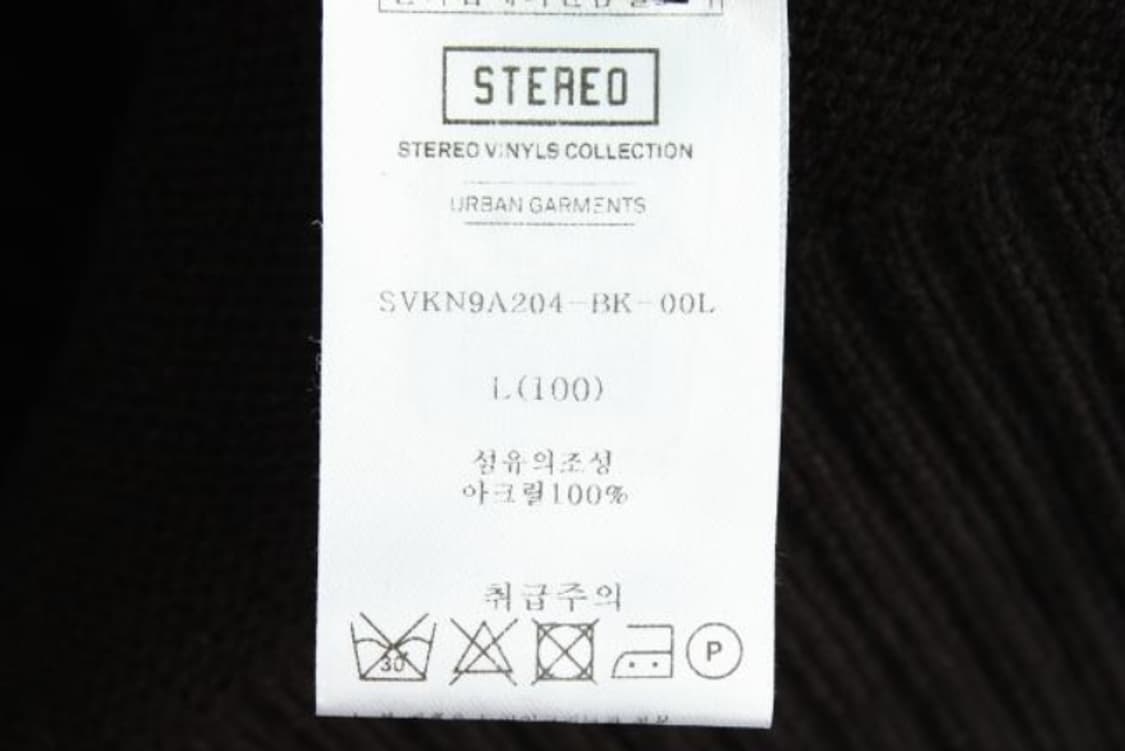 STEREO
STEREO VINYLS COLLECTION
URBAN GARMENTS
SVKN9A204-BK-00L
L(100)
섬유의조성
아크릴100%
취급주의
30
P